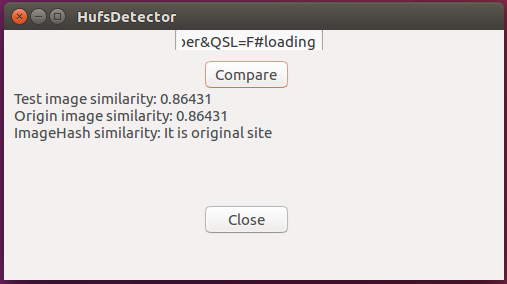 HufsDetector
per&QSL=F#loading
Compare
Test image similarity: 0.86431
Origin image similarity: 0.86431
ImageHash similarity: It is original site
Close